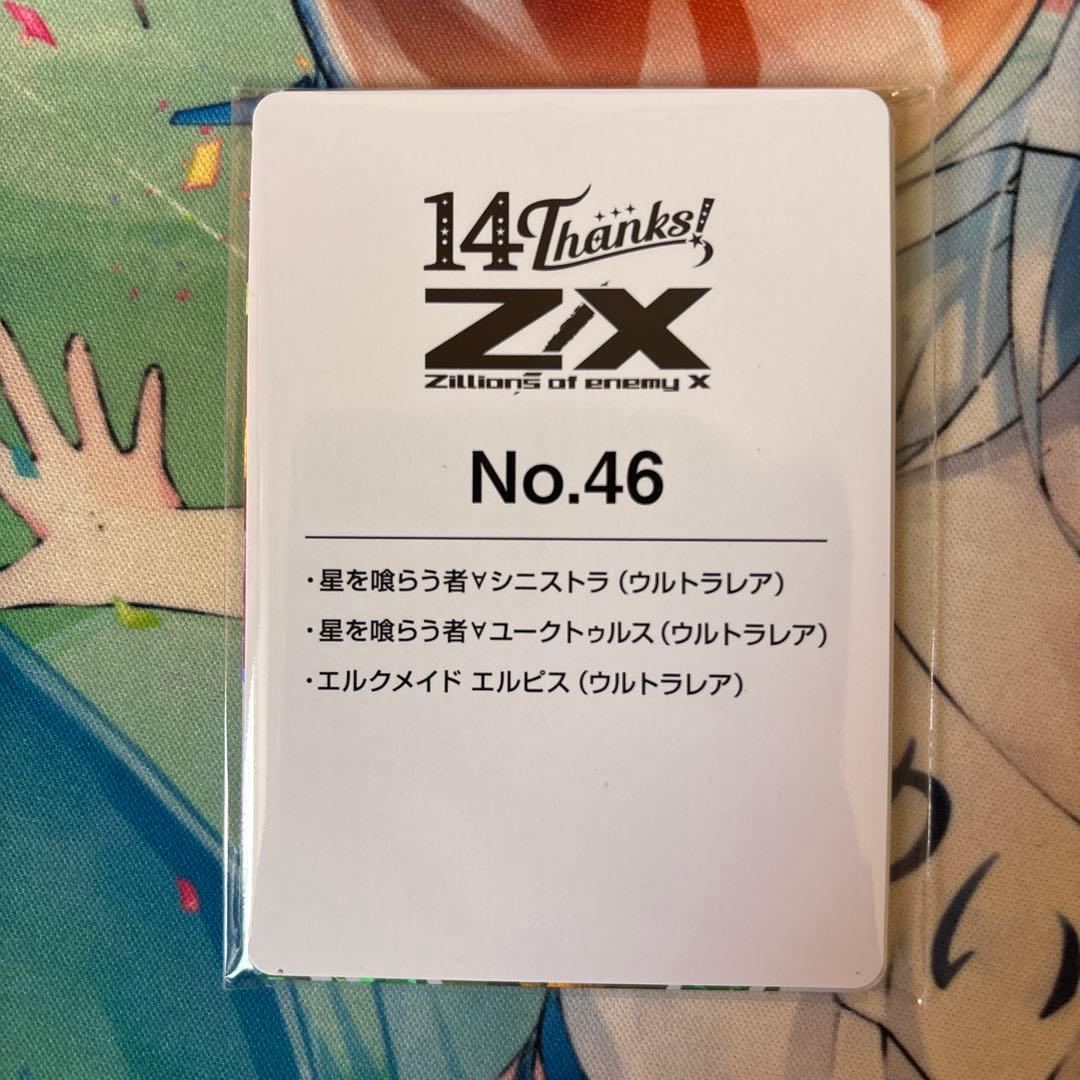 14 Thanks!
Z/X
Zillions of enemy X
No.46
・星を喰らう者∀シニストラ(ウルトラレア)
・星を喰らう者∀ユークトゥルス(ウルトラレア)
・エルクメイド エルピス(ウルトラレア)